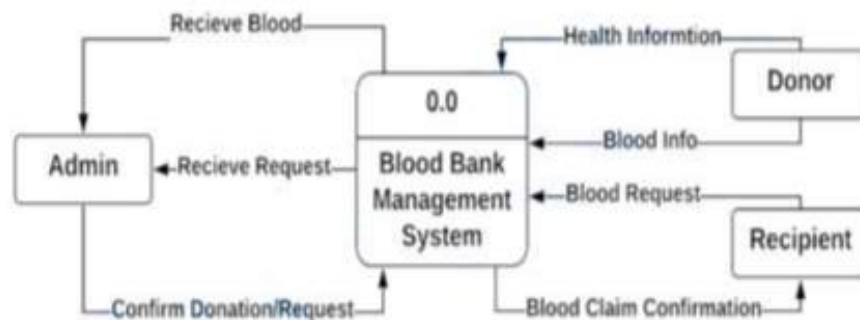 Recieve Blood
Health Informtion
0.0
Donor
Blood Info
Admin
Recieve Request
Blood Bank
Management
System
Blood Request
Recipient
Confirm Donation/Request
Blood Claim Confirmation